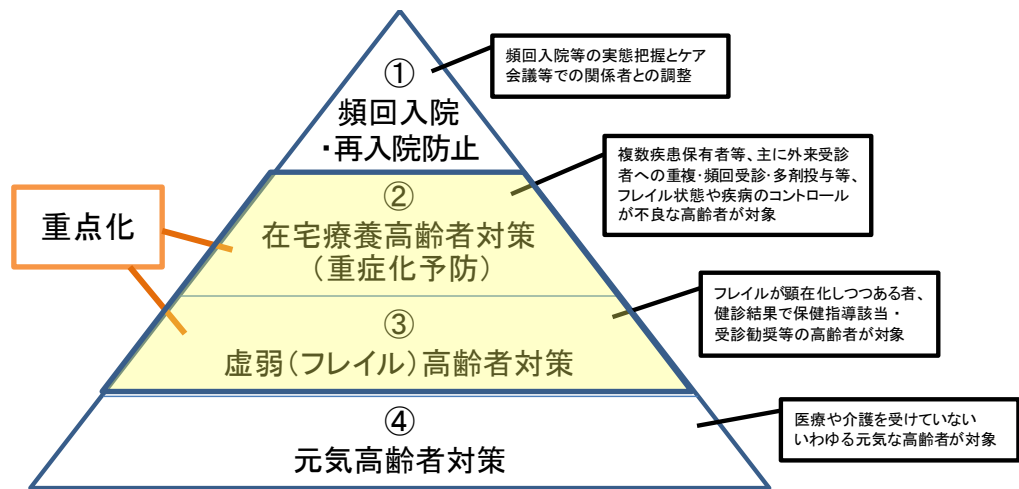 ①
頻回入院
・再入院防止
頻回入院等の実態把握とケア
会議等での関係者との調整
②
在宅療養高齢者対策
（重症化予防）
複数疾患保有者等、主に外来受診
者への重複・頻回受診・多剤投与等、
フレイル状態や疾病のコントロール
が不良な高齢者が対象
重点化
③
虚弱（フレイル）高齢者対策
フレイルが顕在化しつつある者、
健診結果で保健指導該当・
受診勧奨等の高齢者が対象
④
元気高齢者対策
医療や介護を受けていない
いわゆる元気な高齢者が対象